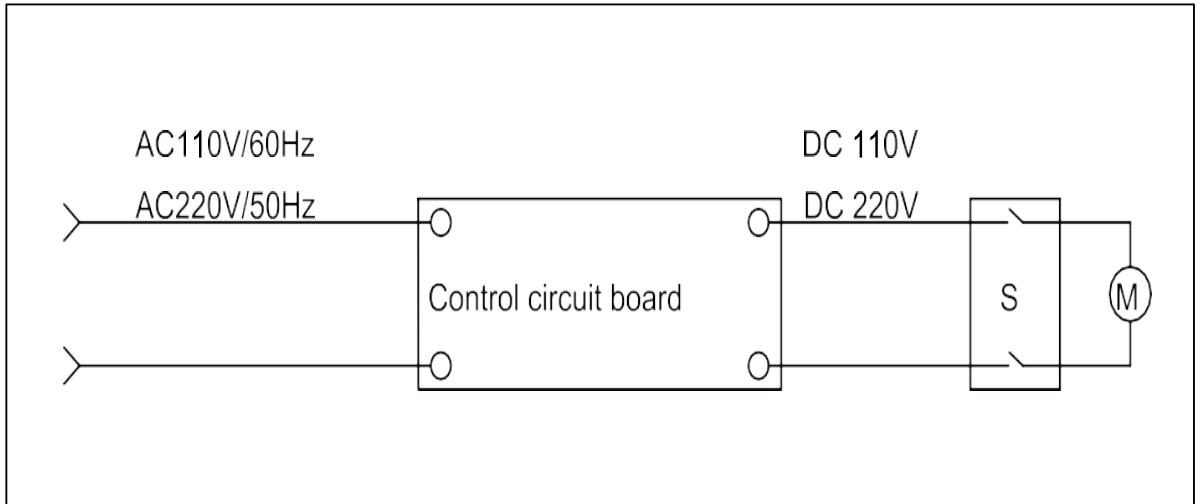 AC110V/60Hz
AC220V/50Hz
DC 110V
DC 220V
Control circuit board
S
M